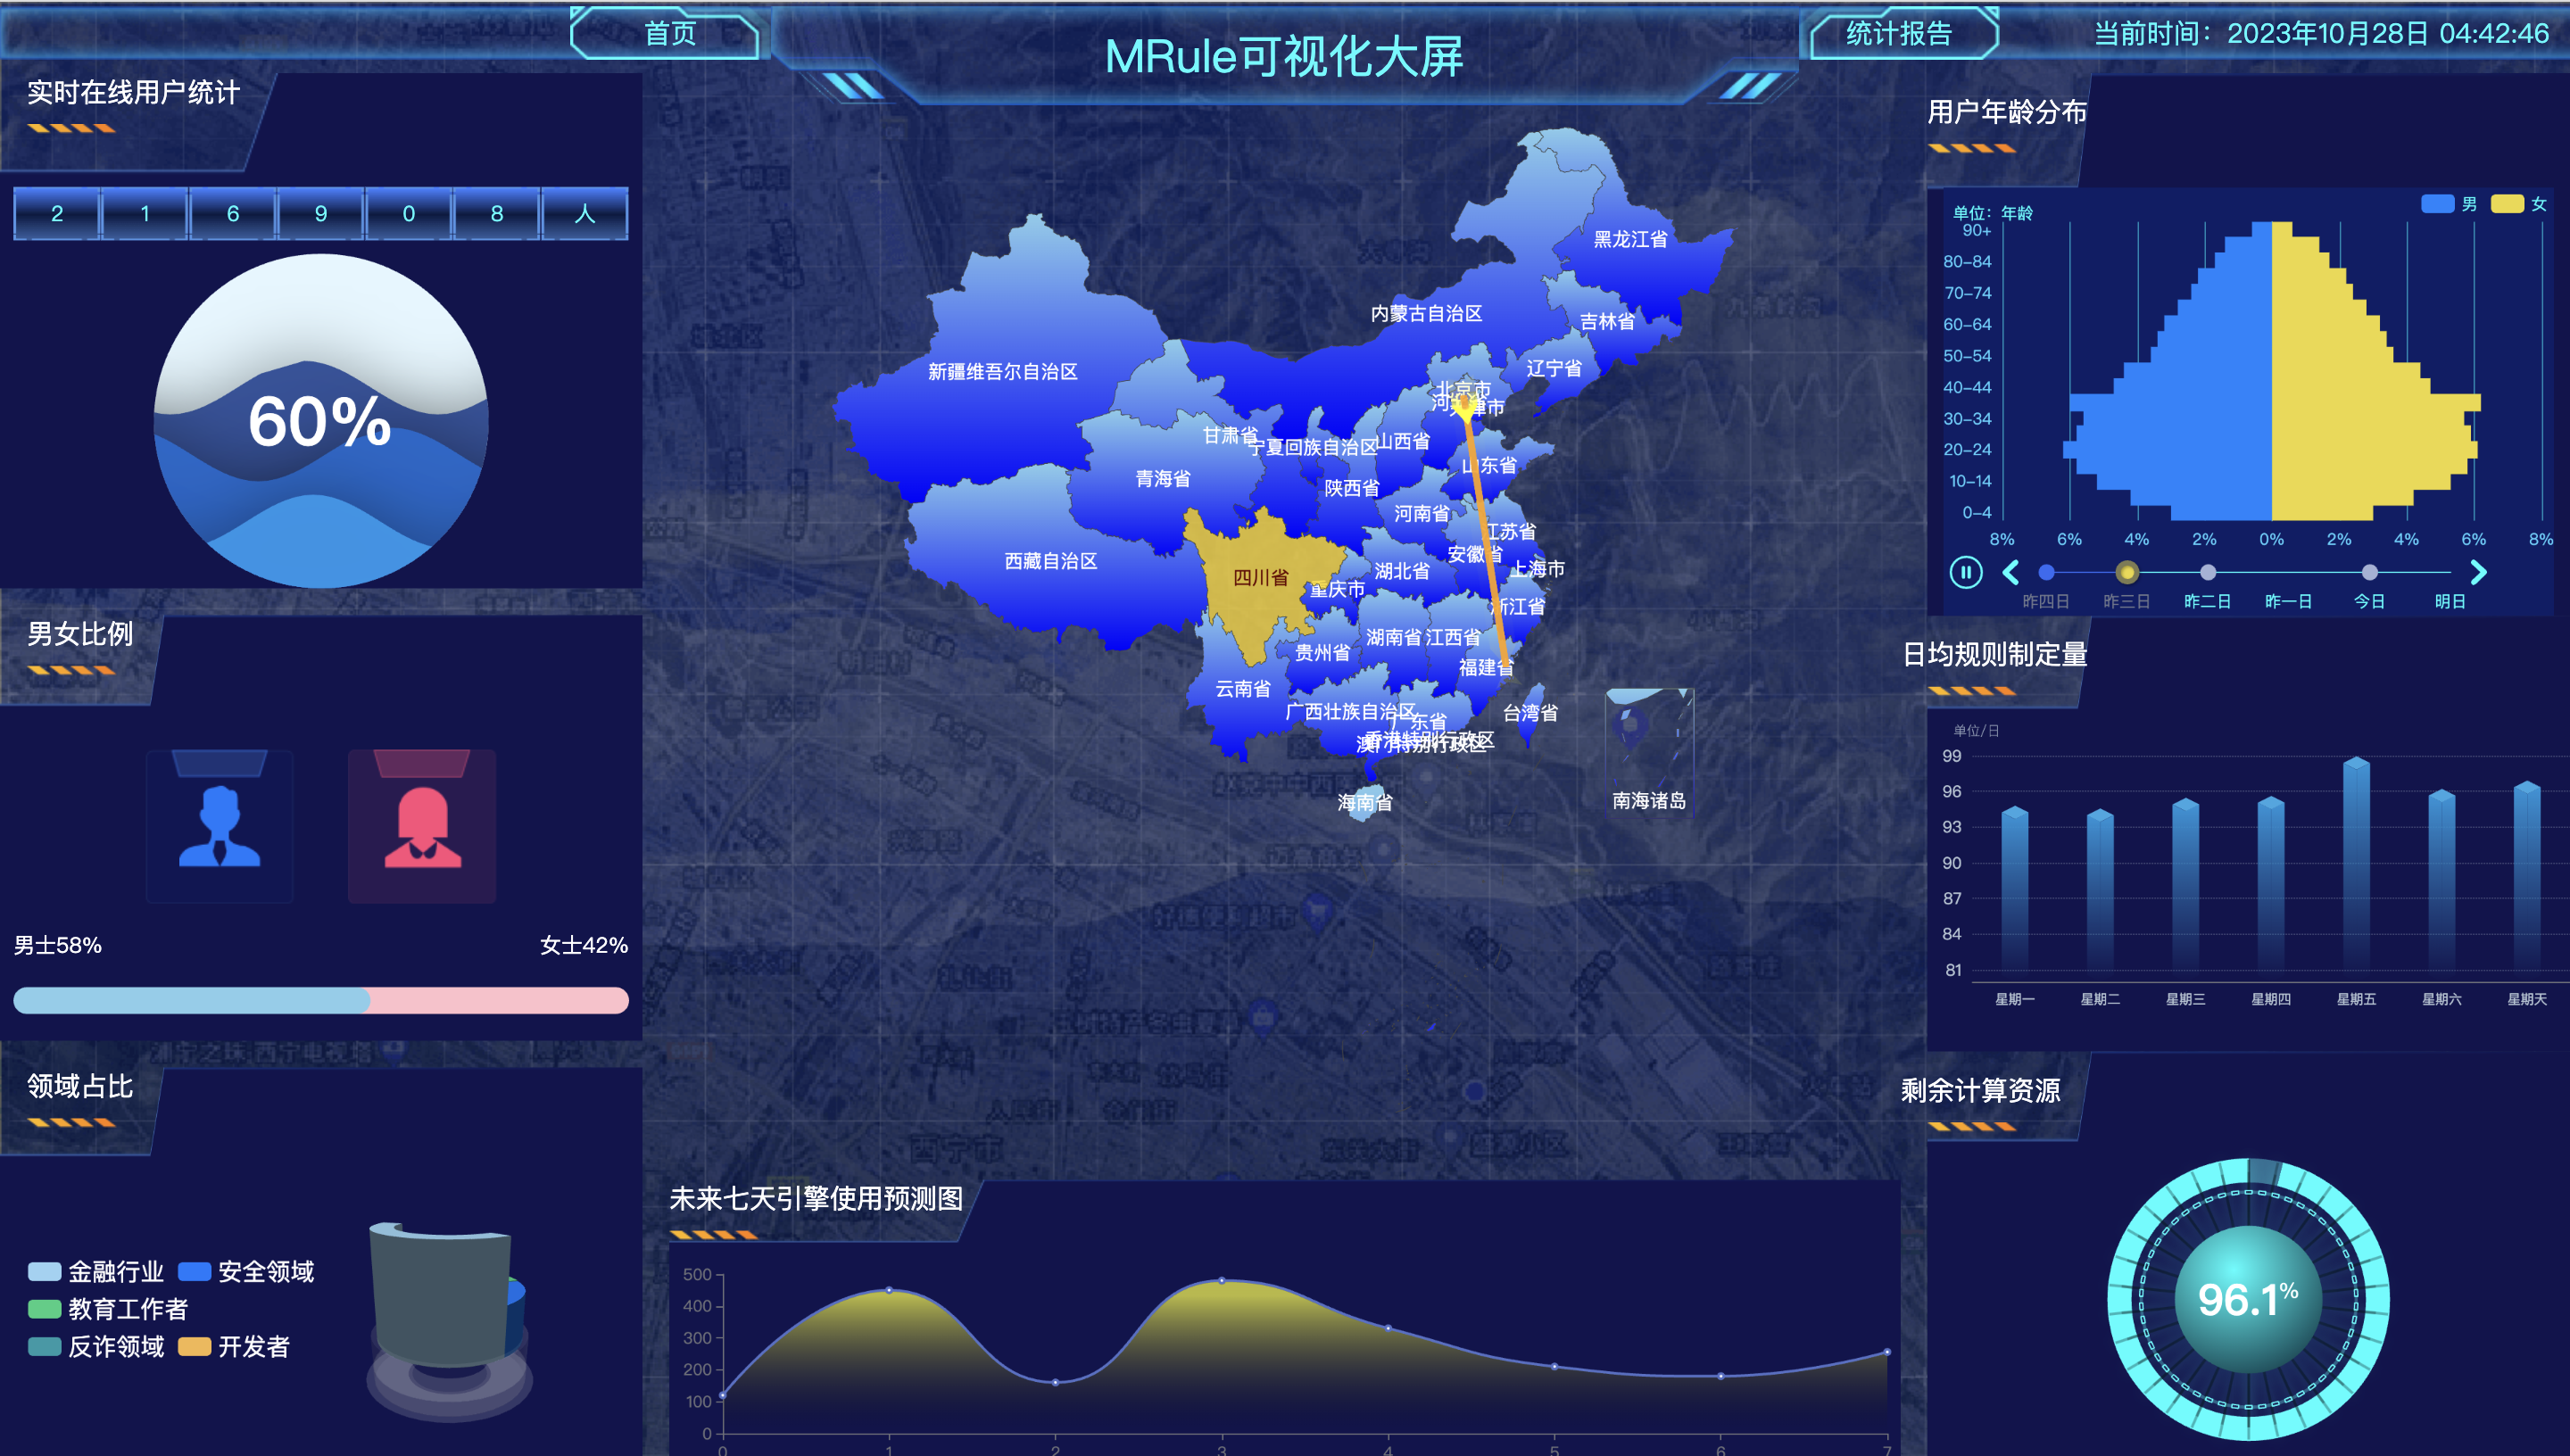 首页
MRule可视化大屏
统计报告
当前时间：2023年10月28日 04:42:46
实时在线用户统计
2 1 6 9 0 8 人
60%
男女比例
男士58% 女士42%
领域占比
金融行业 安全领域
教育工作者
反诈领域 开发者
黑龙江省
内蒙古自治区
吉林省
新疆维吾尔自治区
辽宁省
北京市
甘肃省
宁夏回族自治区
山西省
山东省
青海省
陕西省
河南省
江苏省
安徽省
西藏自治区
上海市
湖北省
四川省
重庆市
浙江省
湖南省
江西省
贵州省
福建省
云南省
广西壮族自治区
广东省
台湾省
香港特别行政区
澳门特别行政区
海南省
南海诸岛
西宁市
未来七天引擎使用预测图
500
400
300
200
100
0
0 1 2 3 4 5 6 7
用户年龄分布
男 女
单位：年龄
90+
80-84
70-74
60-64
50-54
40-44
30-34
20-24
10-14
0-4
8% 6% 4% 2% 0% 2% 4% 6% 8%
昨四日 昨三日 昨二日 昨一日 今日 明日
日均规则制定量
单位/日
99
96
93
90
87
84
81
星期一 星期二 星期三 星期四 星期五 星期六 星期天
剩余计算资源
96.1%